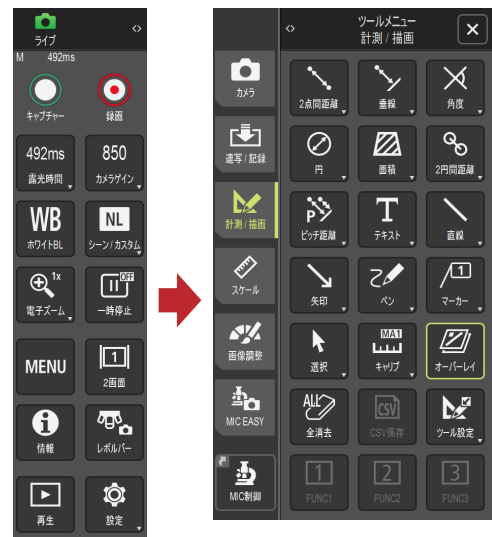 ライブ
M 492ms
キャプチャー 録画
492ms 850
露光時間 カメラゲイン
WB NL
ホワイトBL シーン/カスタム
1x OFF
電子ズーム 一時停止
MENU 1
2画面
情報 レボルバー
再生 設定
ツールメニュー
計測 / 描画
カメラ
連写/記録
計測/描画
スケール
画像調整
MIC EASY
MIC制御
2点間距離 垂線 角度
円 面積 2円間距離
P T
ピッチ距離 テキスト 直線
1
矢印 ペン マーカー
MA1
選択 キャリブ オーバーレイ
ALL CSV
全消去 CSV保存 ツール設定
1 2 3
FUNC1 FUNC2 FUNC3